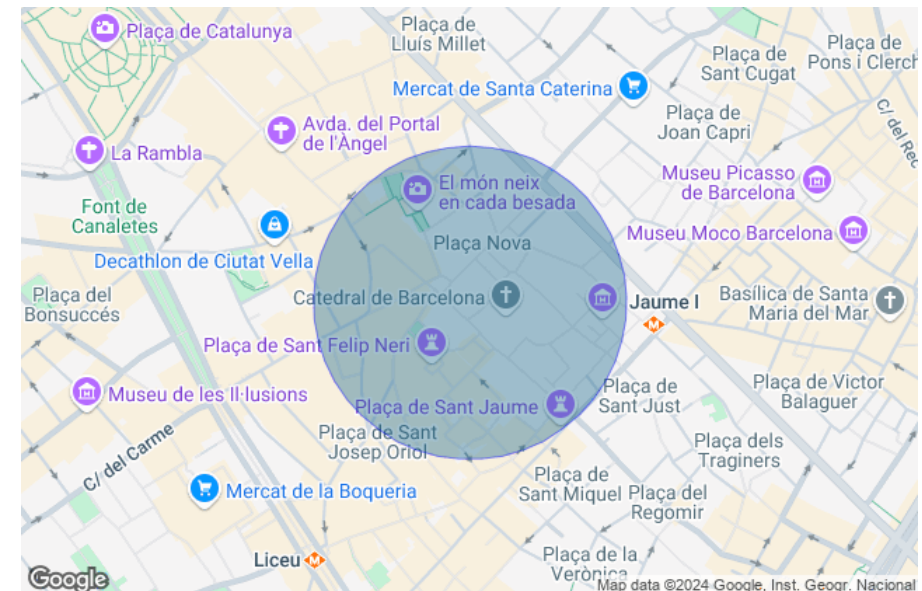 Plaça de Catalunya
Plaça de
Lluís Millet
Plaça de
Sant Cugat
Plaça de
Pons i Clerch
Mercat de Santa Caterina
Plaça de
Joan Capri
C/ del Rec
Avda. del Portal
de l'Àngel
La Rambla
El món neix
en cada besada
Museu Picasso
de Barcelona
Font de
Canaletes
Plaça Nova
Museu Moco Barcelona
Decathlon de Ciutat Vella
Plaça del
Bonsuccés
Catedral de Barcelona
Jaume I
M
Basílica de Santa
Maria del Mar
Plaça de Sant Felip Neri
Museu de les Il·lusions
Plaça de Sant Jaume
Plaça de
Sant Just
Plaça de Victor
Balaguer
C/ del Carme
Plaça de Sant
Josep Oriol
Plaça dels
Traginers
Mercat de la Boqueria
Plaça de
Sant Miquel
Plaça del
Regomir
Liceu
M
Plaça de la
Verònica
Google
Map data ©2024 Google, Inst. Geogr. Nacional